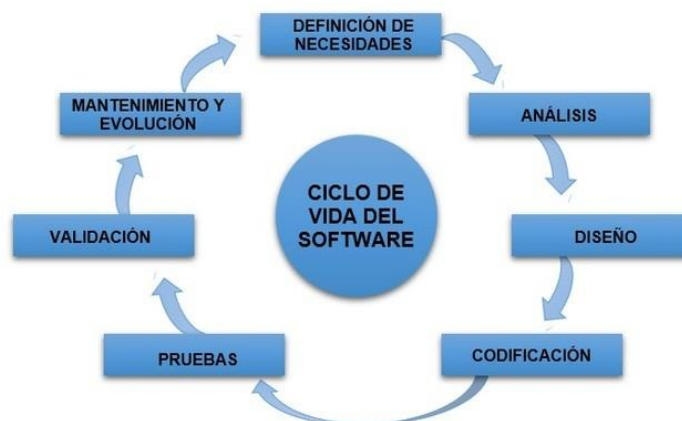 DEFINICIÓN DE
NECESIDADES
ANÁLISIS
DISEÑO
CODIFICACIÓN
PRUEBAS
VALIDACIÓN
MANTENIMIENTO Y
EVOLUCIÓN
CICLO DE
VIDA DEL
SOFTWARE